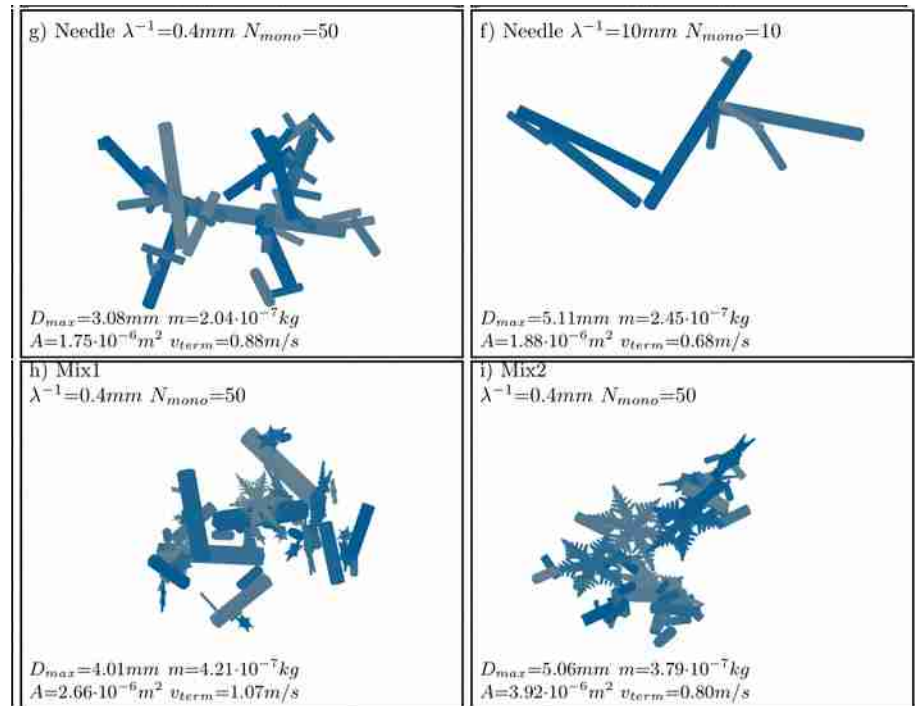 g) Needle λ⁻¹=0.4mm N_mono=50
D_max=3.08mm m=2.04·10⁻⁷kg
A=1.75·10⁻⁶m² v_term=0.88m/s
f) Needle λ⁻¹=10mm N_mono=10
D_max=5.11mm m=2.45·10⁻⁷kg
A=1.88·10⁻⁶m² v_term=0.68m/s
h) Mix1
λ⁻¹=0.4mm N_mono=50
D_max=4.01mm m=4.21·10⁻⁷kg
A=2.66·10⁻⁶m² v_term=1.07m/s
i) Mix2
λ⁻¹=0.4mm N_mono=50
D_max=5.06mm m=3.79·10⁻⁷kg
A=3.92·10⁻⁶m² v_term=0.80m/s